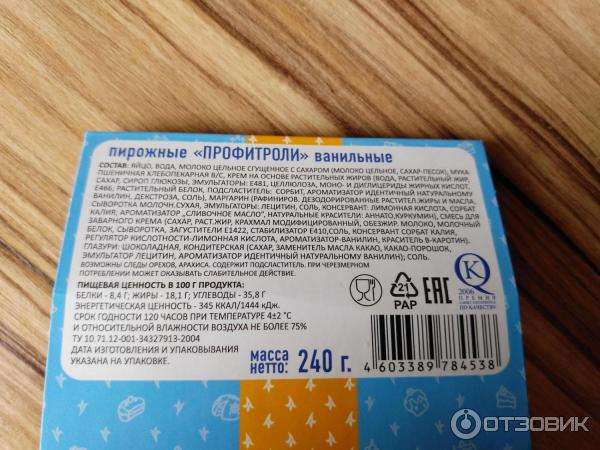 пирожные «ПРОФИТРОЛИ» ванильные
СОСТАВ: ЯЙЦО, ВОДА, МОЛОКО ЦЕЛЬНОЕ СГУЩЕННОЕ С САХАРОМ (МОЛОКО ЦЕЛЬНОЕ, САХАР-ПЕСОК), МУКА
ПШЕНИЧНАЯ ХЛЕБОПЕКАРНАЯ В/С, КРЕМ НА ОСНОВЕ РАСТИТЕЛЬНЫХ ЖИРОВ (ВОДА, РАСТИТЕЛЬНЫЙ ЖИР,
САХАР, СИРОП ГЛЮКОЗЫ, ЭМУЛЬГАТОРЫ: Е481, ЦЕЛЛЮЛОЗА, МОНО- И ДИГЛИЦЕРИДЫ ЖИРНЫХ КИСЛОТ,
Е466; РАСТИТЕЛЬНЫЙ БЕЛОК, ПОДСЛАСТИТЕЛЬ: СОРБИТ, АРОМАТИЗАТОР ИДЕНТИЧНЫЙ НАТУРАЛЬНОМУ
ВАНИЛИН, ДЕКСТРОЗА, СОЛЬ), МАРГАРИН (РАФИНИРОВ. ДЕЗОДОРИРОВАННЫЕ РАСТИТЕЛ.ЖИРЫ И МАСЛА,
СЫВОРОТКА МОЛОЧН.СУХАЯ, ЭМУЛЬГАТОРЫ: ЛЕЦИТИН, СОЛЬ, КОНСЕРВАНТ: ЛИМОННАЯ КИСЛОТА, СОРБАТ
КАЛИЯ; АРОМАТИЗАТОР „СЛИВОЧНОЕ МАСЛО", НАТУРАЛЬНЫЕ КРАСИТЕЛИ: АННАТО,КУРКУМИН), СМЕСЬ ДЛЯ
ЗАВАРНОГО КРЕМА (САХАР, РАСТ.ЖИР, КРАХМАЛ МОДИФИЦИРОВАННЫЙ, ОБЕЗЖИР. МОЛОКО, МОЛОЧНЫЙ
БЕЛОК, СЫВОРОТКА, ЗАГУСТИТЕЛИ Е1422, СТАБИЛИЗАТОР Е410,СОЛЬ, КОНСЕРВАНТ СОРБАТ КАЛИЯ,
РЕГУЛЯТОР КИСЛОТНОСТИ-ЛИМОННАЯ КИСЛОТА, АРОМАТИЗАТОР-ВАНИЛИН, КРАСИТЕЛЬ В-КАРОТИН).
ГЛАЗУРИ: ШОКОЛАДНАЯ, КОНДИТЕРСКАЯ (САХАР, ЗАМЕНИТЕЛЬ МАСЛА КАКАО, КАКАО-ПОРОШОК,
ЭМУЛЬГАТОР ЛЕЦИТИН, АРОМАТИЗАТОР ИДЕНТИЧНЫЙ НАТУРАЛЬНОМУ ВАНИЛИН); СОЛЬ.
ВОЗМОЖНЫ СЛЕДЫ ОРЕХОВ, АРАХИСА. СОДЕРЖИТ ПОДСЛАСТИТЕЛИ. ПРИ ЧРЕЗМЕРНОМ
ПОТРЕБЛЕНИИ МОЖЕТ ОКАЗЫВАТЬ СЛАБИТЕЛЬНОЕ ДЕЙСТВИЕ.
ПИЩЕВАЯ ЦЕННОСТЬ В 100 Г ПРОДУКТА:
БЕЛКИ - 8,4 Г; ЖИРЫ - 18,1 Г; УГЛЕВОДЫ - 35,8 Г
ЭНЕРГЕТИЧЕСКАЯ ЦЕННОСТЬ - 345 ККАЛ/1444 кДж.
СРОК ГОДНОСТИ 120 ЧАСОВ ПРИ ТЕМПЕРАТУРЕ 4±2 °С
И ОТНОСИТЕЛЬНОЙ ВЛАЖНОСТИ ВОЗДУХА НЕ БОЛЕЕ 75%
ТУ 10.71.12-001-34327913-2004
ДАТА ИЗГОТОВЛЕНИЯ И УПАКОВЫВАНИЯ
УКАЗАНА НА УПАКОВКЕ.
масса
нетто: 240 г.
21
PAP
EAC
К
2006
ПРЕМИЯ
ПО КАЧЕСТВУ
4 603389 784538
ОТЗОВИК